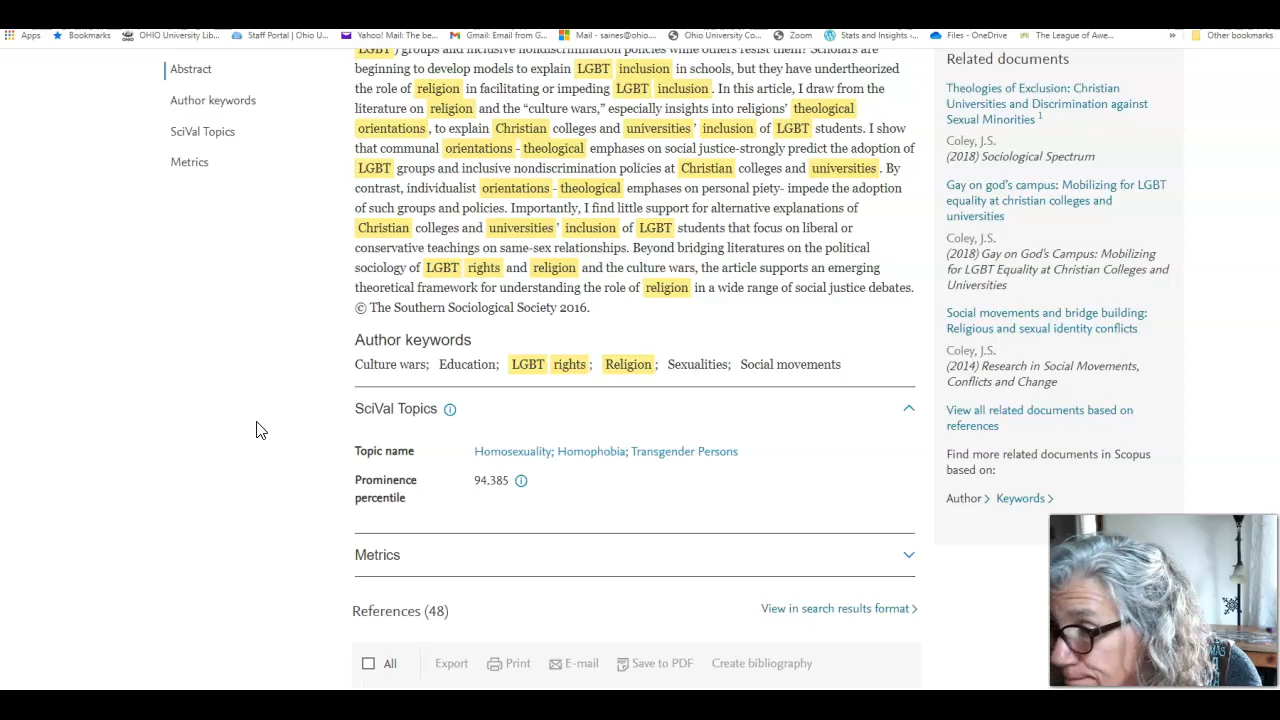 Apps
Bookmarks
OHIO University Lib...
Staff Portal | Ohio U...
Yahoo! Mail: The be...
Gmail: Email from G...
Mail - saines@ohio....
OHIO University Co...
Zoom
Stats and Insights ‹...
Files - OneDrive
The League of Awe...
»
Other bookmarks
Abstract
Author keywords
SciVal Topics
Metrics
LGBT) groups and inclusive nondiscrimination policies while others resist them? Scholars are
beginning to develop models to explain LGBT inclusion in schools, but they have undertheorized
the role of religion in facilitating or impeding LGBT inclusion. In this article, I draw from the
literature on religion and the “culture wars,” especially insights into religions’ theological
orientations, to explain Christian colleges and universities’ inclusion of LGBT students. I show
that communal orientations-theological emphases on social justice-strongly predict the adoption of
LGBT groups and inclusive nondiscrimination policies at Christian colleges and universities. By
contrast, individualist orientations-theological emphases on personal piety- impede the adoption
of such groups and policies. Importantly, I find little support for alternative explanations of
Christian colleges and universities’ inclusion of LGBT students that focus on liberal or
conservative teachings on same-sex relationships. Beyond bridging literatures on the political
sociology of LGBT rights and religion and the culture wars, the article supports an emerging
theoretical framework for understanding the role of religion in a wide range of social justice debates.
© The Southern Sociological Society 2016.
Author keywords
Culture wars; Education; LGBT rights; Religion; Sexualities; Social movements
SciVal Topics
Topic name
Homosexuality; Homophobia; Transgender Persons
Prominence
percentile
94.385
Metrics
References (48)
View in search results format >
All
Export
Print
E-mail
Save to PDF
Create bibliography
Related documents
Theologies of Exclusion: Christian
Universities and Discrimination against
Sexual Minorities 1
Coley, J.S.
(2018) Sociological Spectrum
Gay on god's campus: Mobilizing for LGBT
equality at christian colleges and
universities
Coley, J.S.
(2018) Gay on God's Campus: Mobilizing
for LGBT Equality at Christian Colleges and
Universities
Social movements and bridge building:
Religious and sexual identity conflicts
Coley, J.S.
(2014) Research in Social Movements,
Conflicts and Change
View all related documents based on
references
Find more related documents in Scopus
based on:
Author > Keywords >